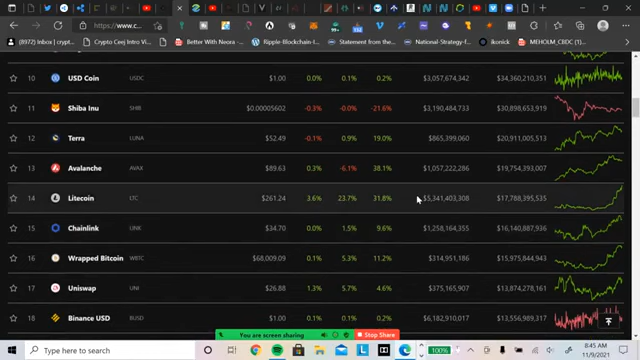 https://www.c...
(8972) Inbox | crypt...
Crypto Ceej Intro Vi...
Better With Neora -...
Ripple-Blockchain t...
Statement from the...
National-Strategy-f...
ikonick
MEHOLM_CBDC (1)...
10 USD Coin USDC $1.00 0.0% 0.1% 0.2% $3,057,674,342 $34,360,210,351
11 Shiba Inu SHIB $0.00005602 -0.3% -0.0% -21.6% $3,190,484,733 $30,898,653,919
12 Terra LUNA $52.49 -0.1% 0.9% 19.0% $865,399,060 $20,911,005,513
13 Avalanche AVAX $89.63 0.3% -6.1% 38.1% $1,057,222,286 $19,754,393,007
14 Litecoin LTC $261.24 3.6% 23.7% 31.8% $5,341,403,308 $17,788,395,535
15 Chainlink LINK $34.70 0.0% 1.5% 9.6% $1,258,164,355 $16,140,887,936
16 Wrapped Bitcoin WBTC $68,009.09 0.1% 5.3% 11.2% $314,951,186 $15,975,844,943
17 Uniswap UNI $26.88 1.3% 5.7% 4.6% $375,165,907 $13,874,278,161
18 Binance USD BUSD $1.00 0.1% 0.1% 0.2% $6,182,910,017 $13,556,989,317
You are screen sharing Stop Share
Type here to search
100%
8:45 AM
11/9/2021